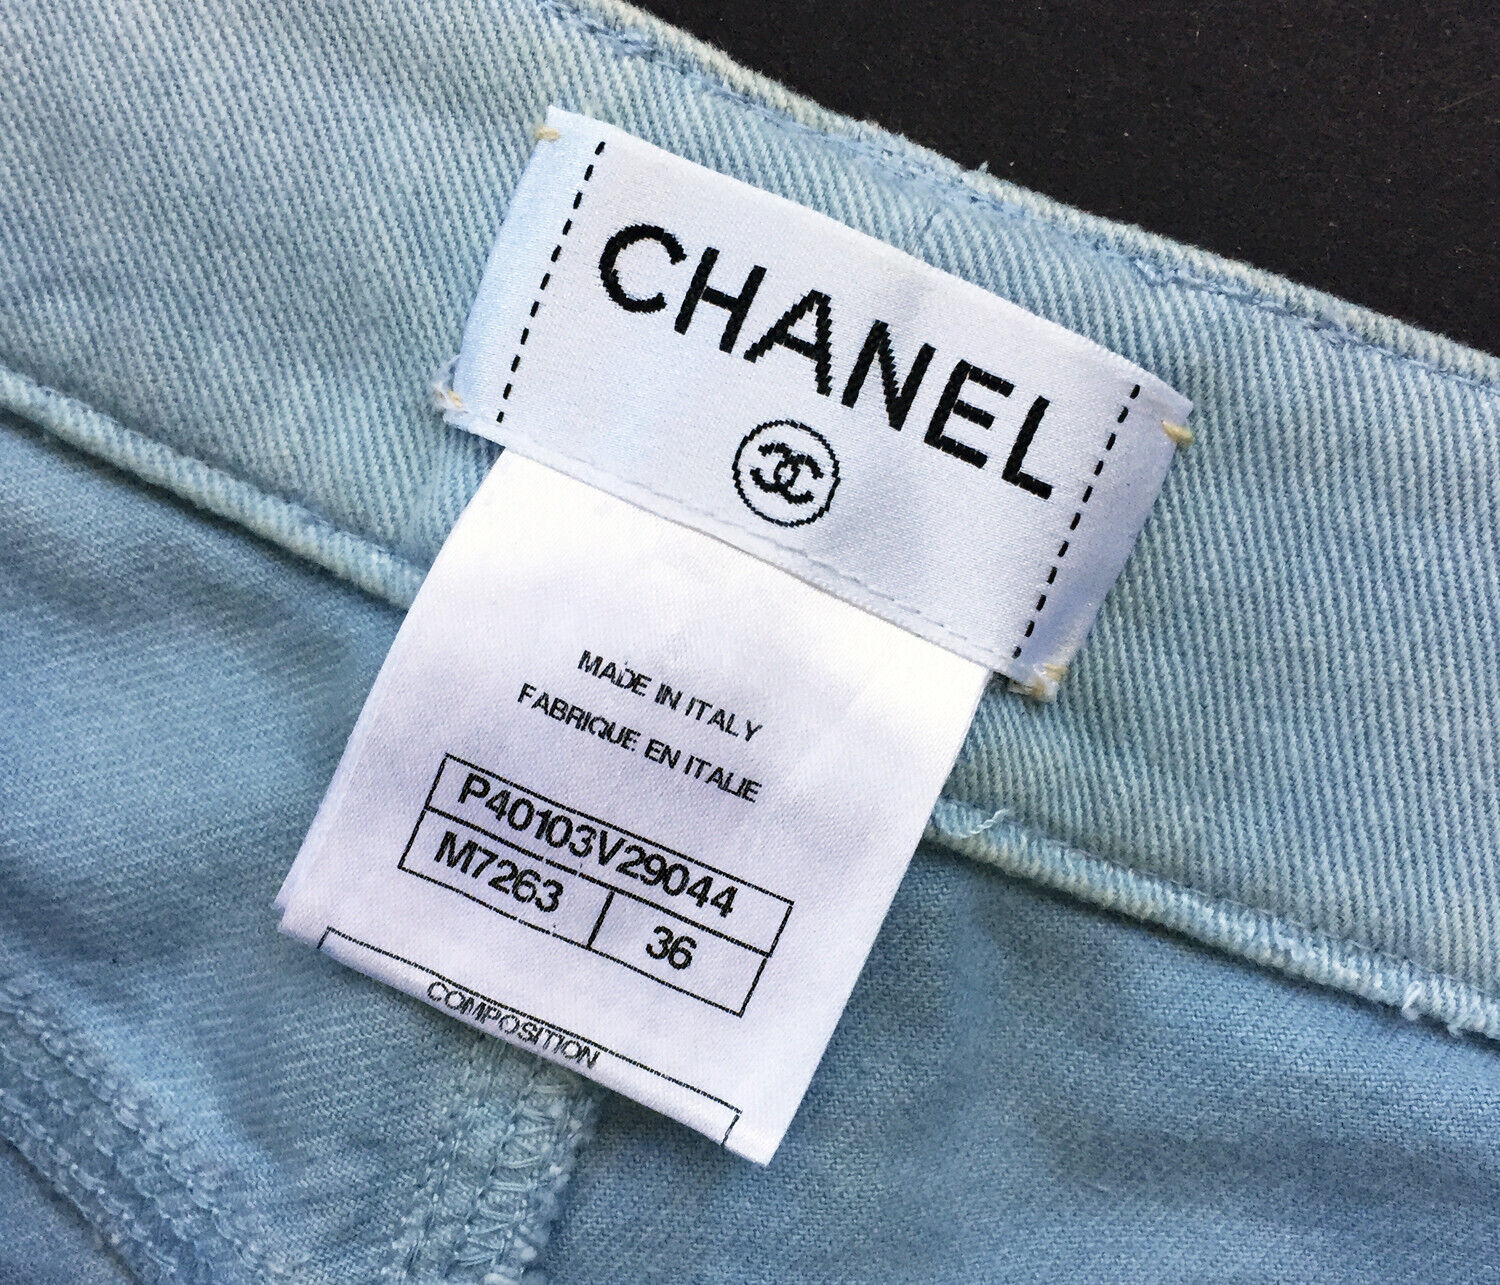 CHANEL
MADE IN ITALY
FABRIQUE EN ITALIE
P40103V29044
M7263 36
COMPOSITION